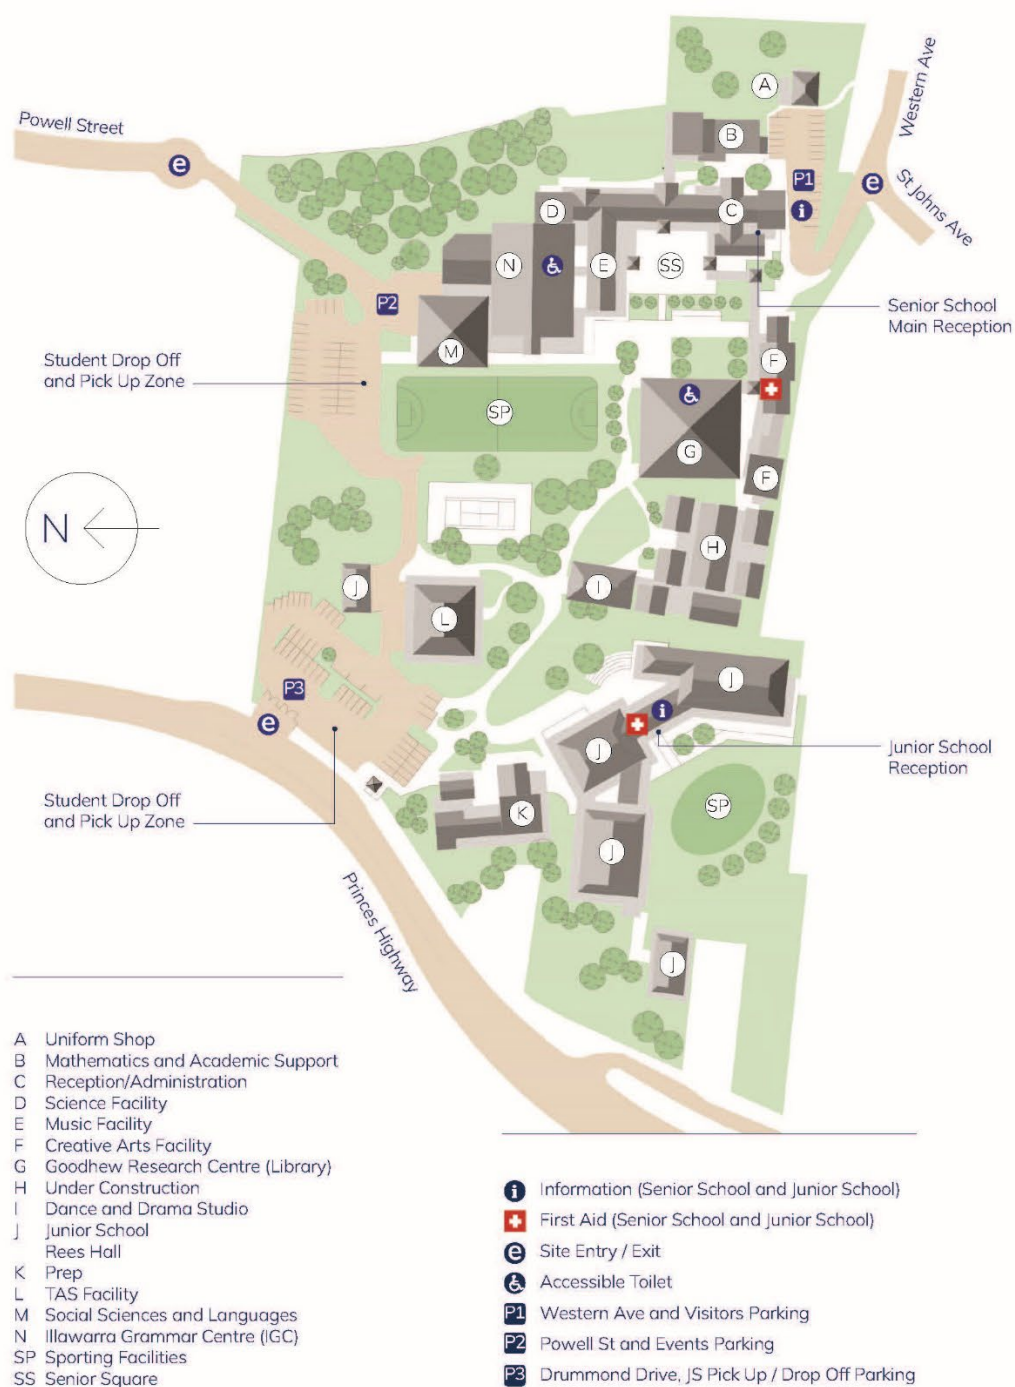 Western Ave
A
Powell Street
B
e
P1
e
St Johns Ave
D
C
i
N
E
SS
P2
Senior School
Main Reception
M
Student Drop Off
and Pick Up Zone
F
SP
G
F
N
H
J
I
L
P3
J
e
i
J
Junior School
Reception
Student Drop Off
and Pick Up Zone
SP
K
J
Princes Highway
J
A Uniform Shop
B Mathematics and Academic Support
C Reception/Administration
D Science Facility
E Music Facility
F Creative Arts Facility
G Goodhew Research Centre (Library)
H Under Construction
I Dance and Drama Studio
J Junior School
Rees Hall
K Prep
L TAS Facility
M Social Sciences and Languages
N Illawarra Grammar Centre (IGC)
SP Sporting Facilities
SS Senior Square
i Information (Senior School and Junior School)
First Aid (Senior School and Junior School)
e Site Entry / Exit
Accessible Toilet
P1 Western Ave and Visitors Parking
P2 Powell St and Events Parking
P3 Drummond Drive, JS Pick Up / Drop Off Parking